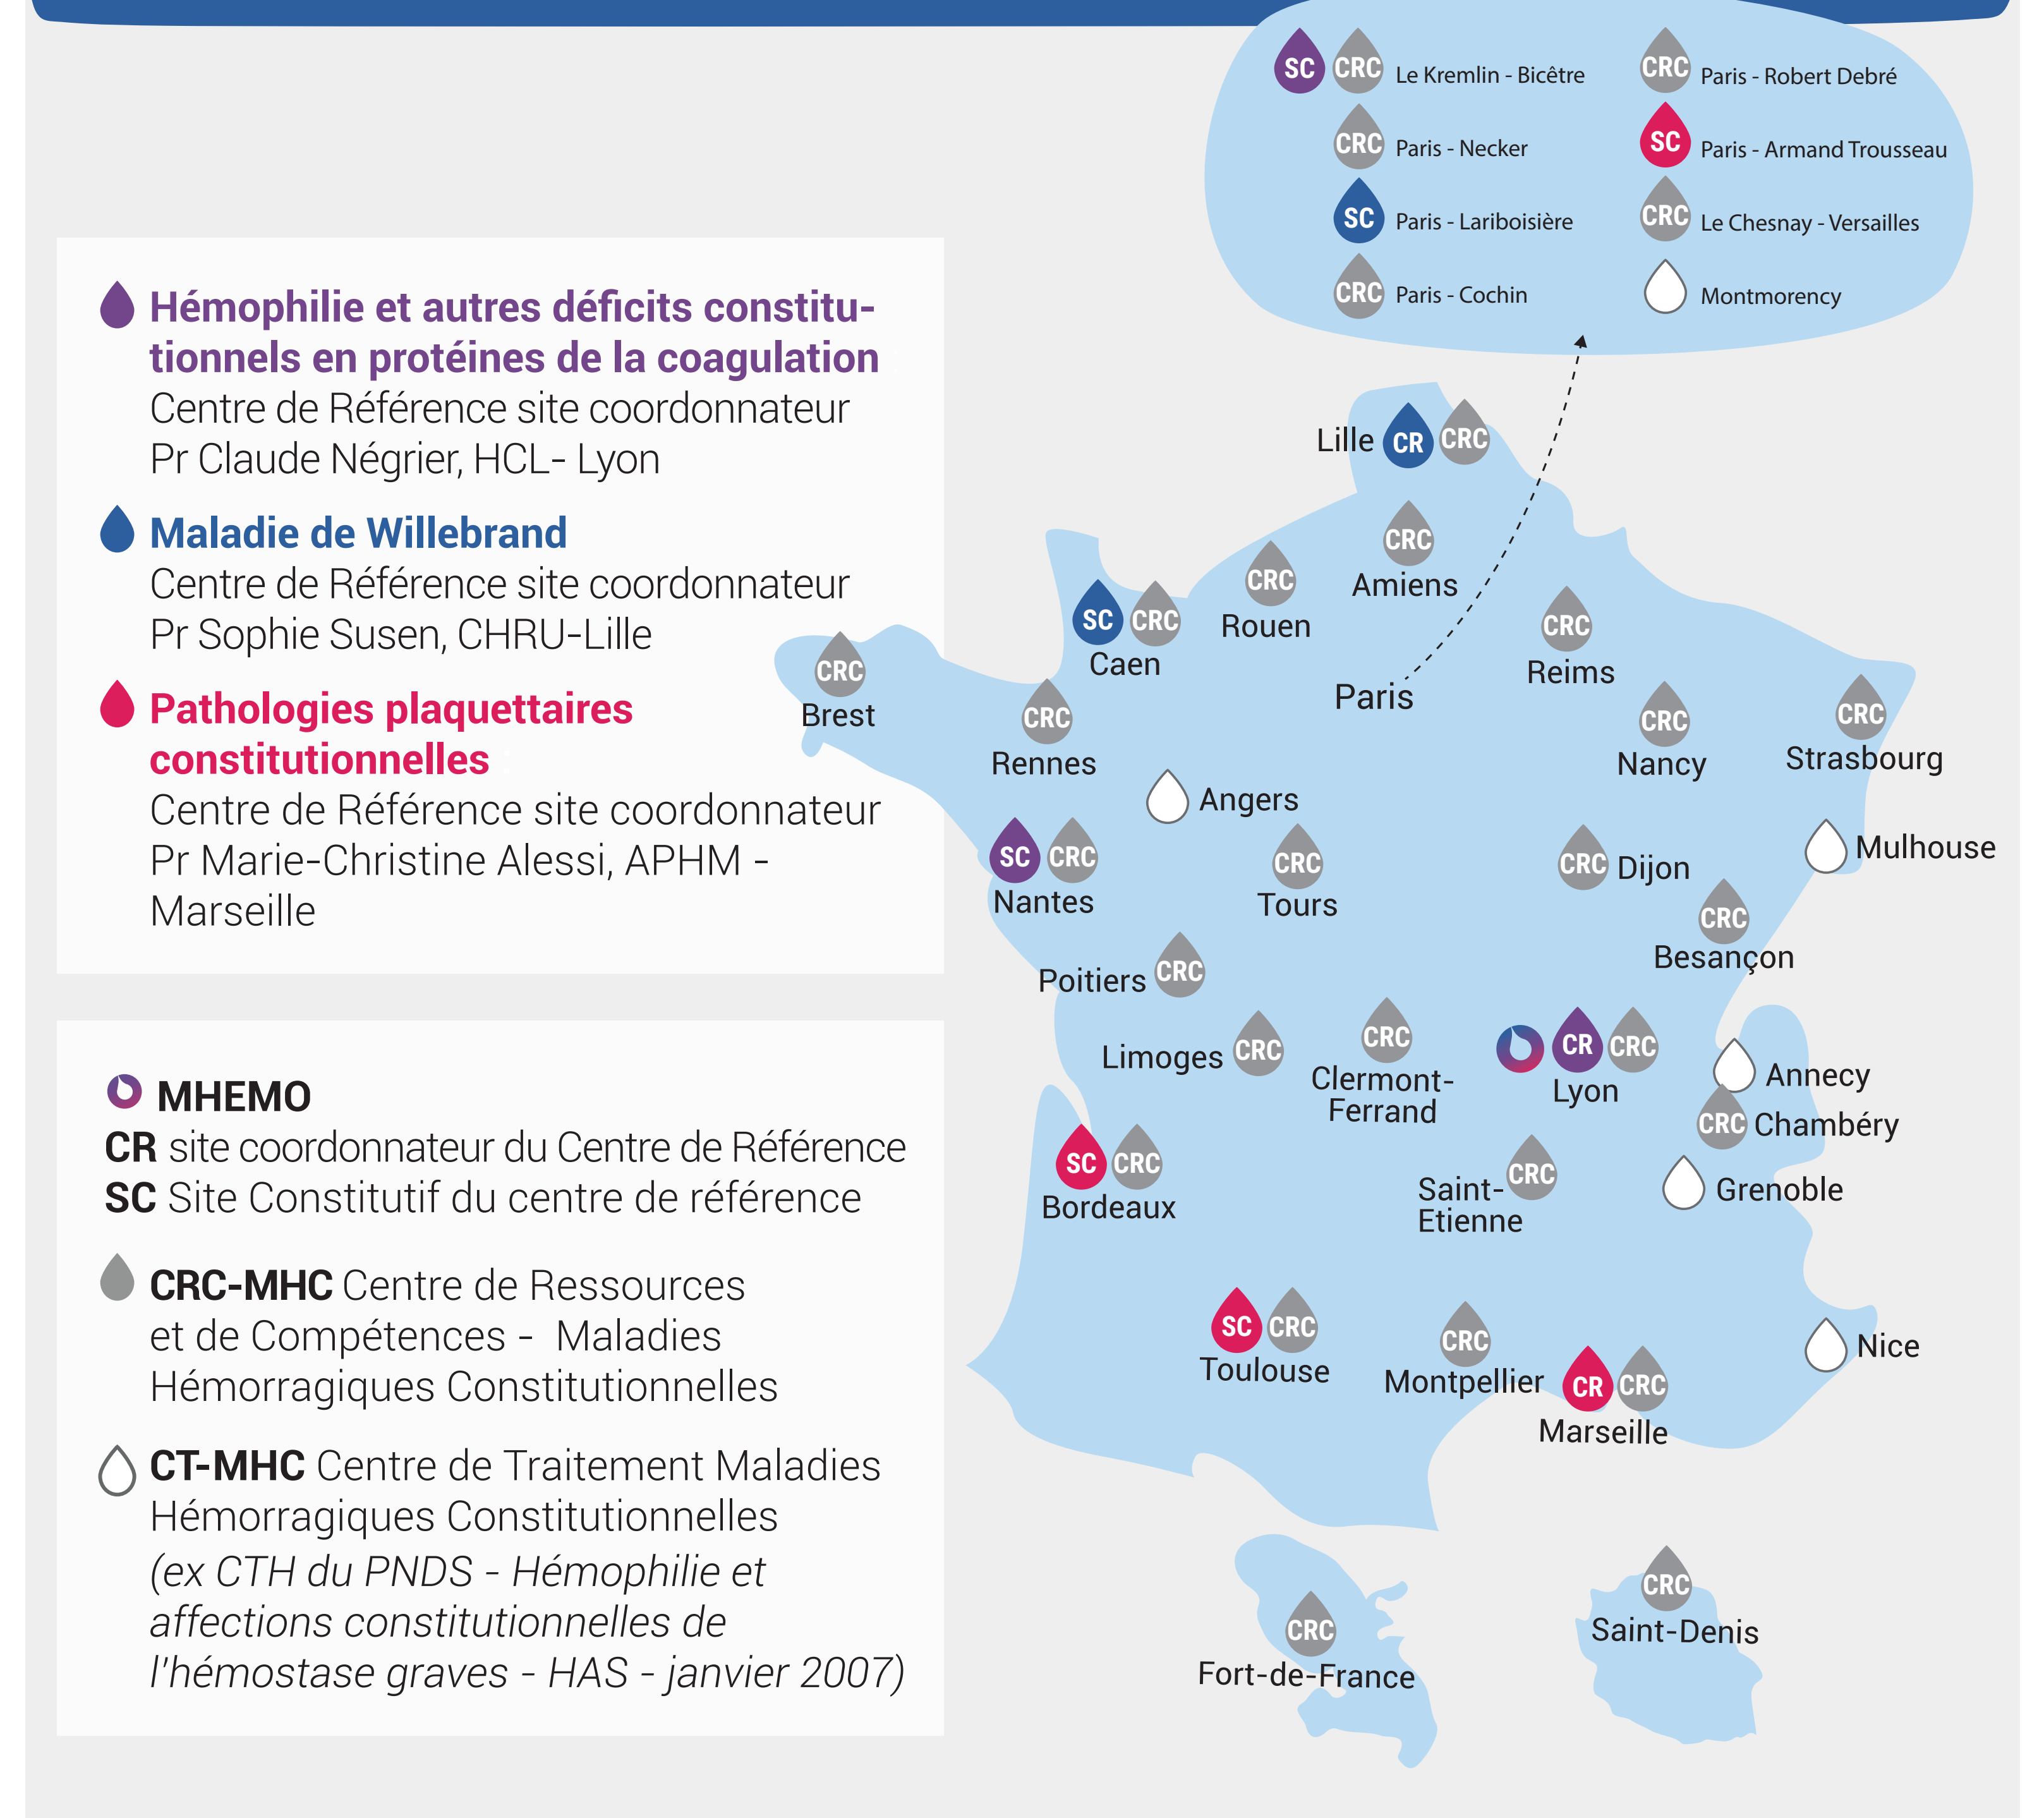 SC CRC Le Kremlin - Bicêtre
CRC Paris - Robert Debré
CRC Paris - Necker
SC Paris - Armand Trousseau
SC Paris - Lariboisière
CRC Le Chesnay - Versailles
CRC Paris - Cochin
Montmorency
Hémophilie et autres déficits constitu-
tionnels en protéines de la coagulation
Centre de Référence site coordonnateur
Pr Claude Négrier, HCL- Lyon
Maladie de Willebrand
Centre de Référence site coordonnateur
Pr Sophie Susen, CHRU-Lille
Pathologies plaquettaires
constitutionnelles
Centre de Référence site coordonnateur
Pr Marie-Christine Alessi, APHM -
Marseille
MHEMO
CR site coordonnateur du Centre de Référence
SC Site Constitutif du centre de référence
CRC-MHC Centre de Ressources
et de Compétences - Maladies
Hémorragiques Constitutionnelles
CT-MHC Centre de Traitement Maladies
Hémorragiques Constitutionnelles
(ex CTH du PNDS - Hémophilie et
affections constitutionnelles de
l'hémostase graves - HAS - janvier 2007)
Lille CR CRC
CRC
Amiens
CRC
Rouen
SC CRC
Caen
CRC
Reims
CRC
Brest
CRC
Rennes
Paris
CRC
Nancy
CRC
Strasbourg
Angers
Mulhouse
SC CRC
Nantes
CRC
Tours
CRC Dijon
CRC
Besançon
Poitiers CRC
Limoges CRC
CRC
Clermont-
Ferrand
CR CRC
Lyon
Annecy
CRC Chambéry
SC CRC
Bordeaux
CRC
Saint-
Etienne
Grenoble
SC CRC
Toulouse
CRC
Montpellier
CR CRC
Marseille
Nice
CRC
Fort-de-France
CRC
Saint-Denis